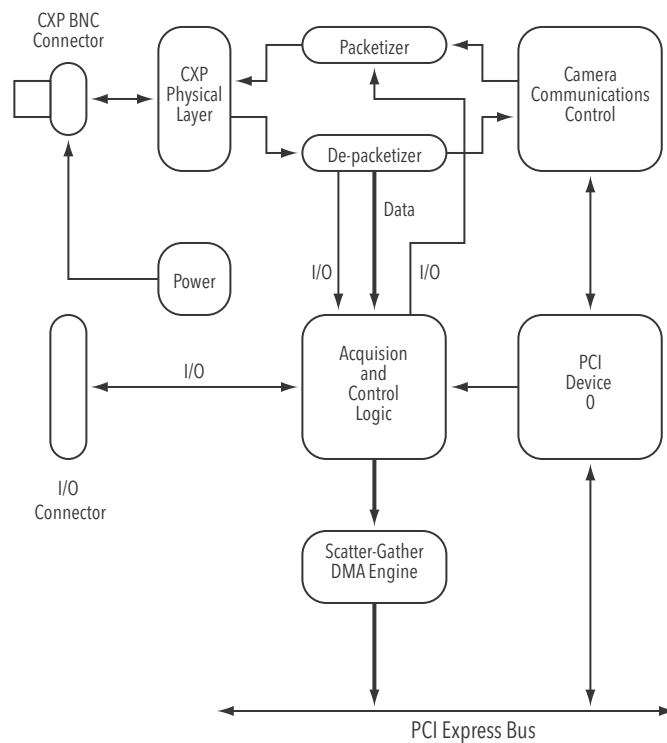 CXP BNC
Connector
CXP
Physical
Layer
Packetizer
Camera
Communications
Control
De-packetizer
Data
Power
I/O
I/O
I/O
Acquision
and
Control
Logic
PCI
Device
0
I/O
Connector
Scatter-Gather
DMA Engine
PCI Express Bus